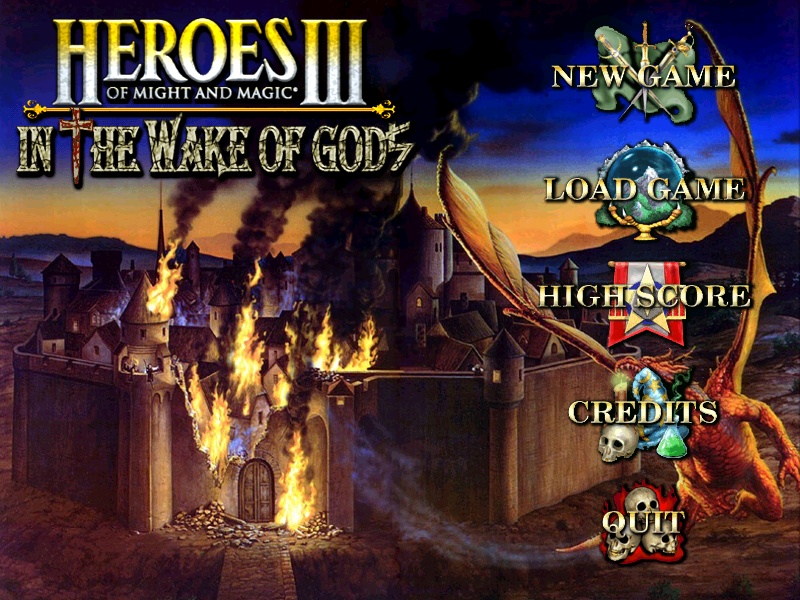 HEROES III
OF MIGHT AND MAGIC®
IN THE WAKE OF GODS
NEW GAME
LOAD GAME
HIGH SCORE
CREDITS
QUIT